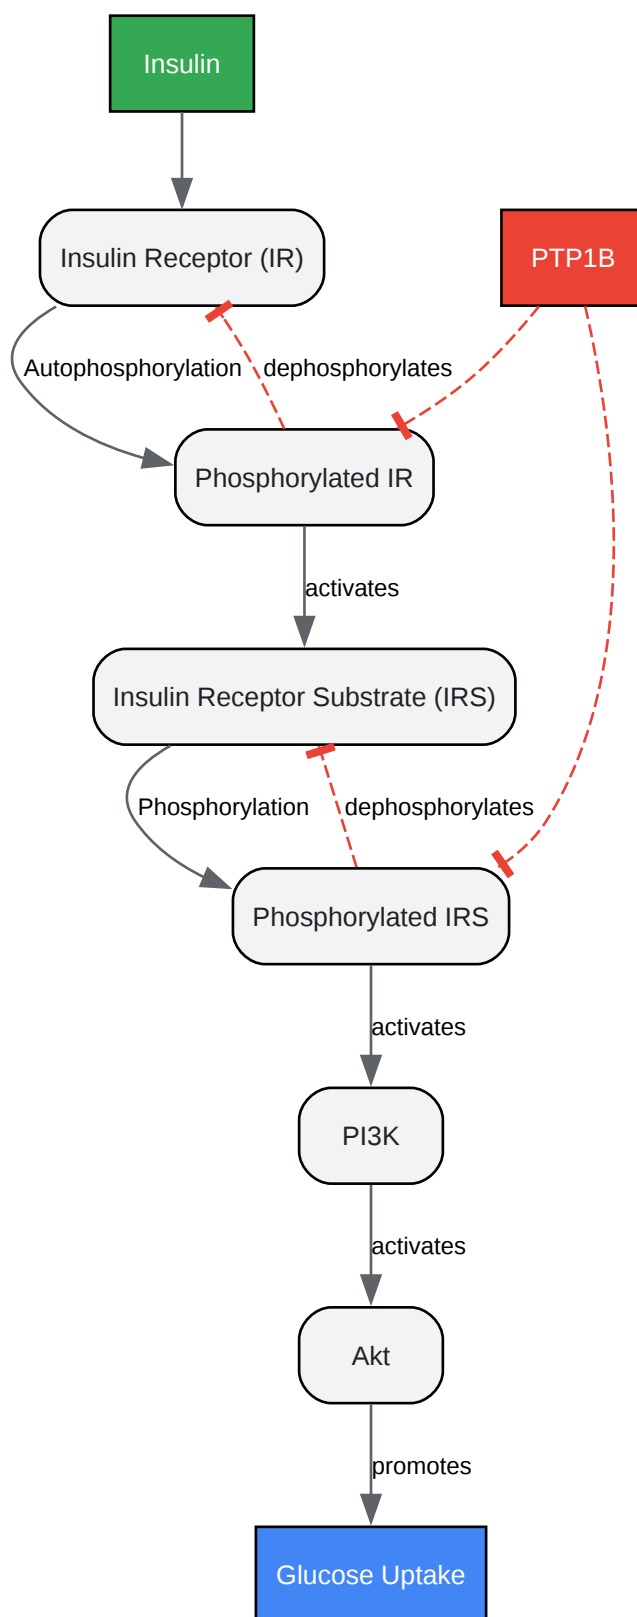 Insulin
Insulin Receptor (IR)
PTP1B
Autophosphorylation
dephosphorylates
Phosphorylated IR
activates
Insulin Receptor Substrate (IRS)
Phosphorylation
dephosphorylates
Phosphorylated IRS
activates
PI3K
activates
Akt
promotes
Glucose Uptake